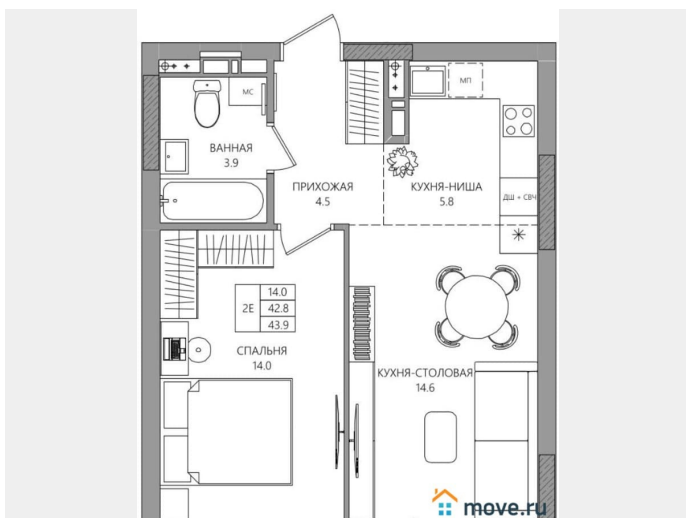 МС
МП
ВАННАЯ
3.9
ПРИХОЖАЯ
4.5
КУХНЯ-НИША
5.8
ДШ + СВЧ
2Е
14.0
42.8
43.9
СПАЛЬНЯ
14.0
КУХНЯ-СТОЛОВАЯ
14.6
move.ru